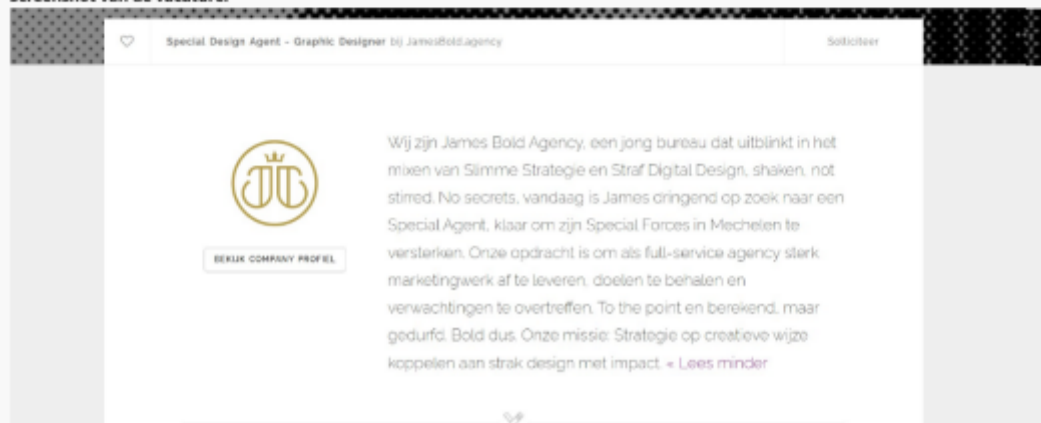 screenshot van de vacature:
Special Design Agent - Graphic Designer bij JamesBold.agency
Solliciteer
Wij zijn James Bold Agency, een jong bureau dat uitblinkt in het
mixen van Slimme Strategie en Straf Digital Design, shaken, not
stirred. No secrets, vandaag is James dringend op zoek naar een
Special Agent, klaar om zijn Special Forces in Mechelen te
versterken. Onze opdracht is om als full-service agency sterk
marketingwerk af te leveren, doelen te behalen en
verwachtingen te overtreffen. To the point en berekend, maar
gedurfd. Bold dus. Onze missie: Strategie op creatieve wijze
koppelen aan strak design met impact. « Lees minder
BEKIJK COMPANY PROFIEL